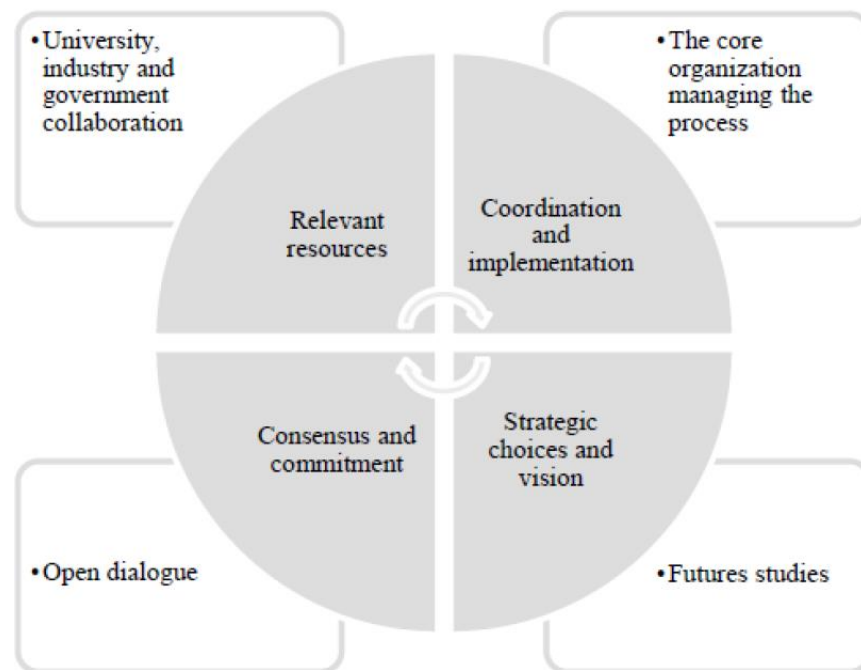 •University,
industry and
government
collaboration
•The core
organization
managing the
process
Relevant
resources
Coordination
and
implementation
Consensus and
commitment
Strategic
choices and
vision
•Open dialogue
•Futures studies